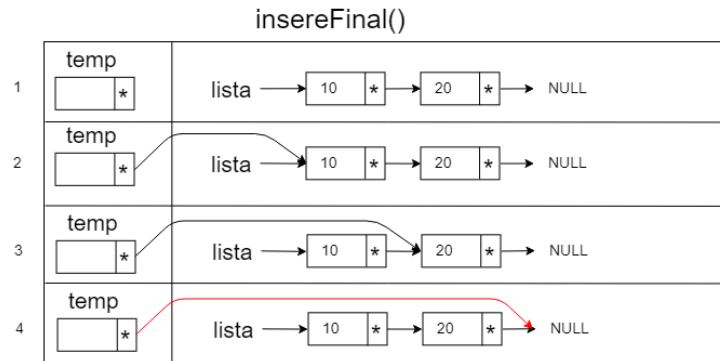 insereFinal()
temp
1 * lista 10 * 20 * NULL
temp
2 * lista 10 * 20 * NULL
temp
3 * lista 10 * 20 * NULL
temp
4 * lista 10 * 20 * NULL